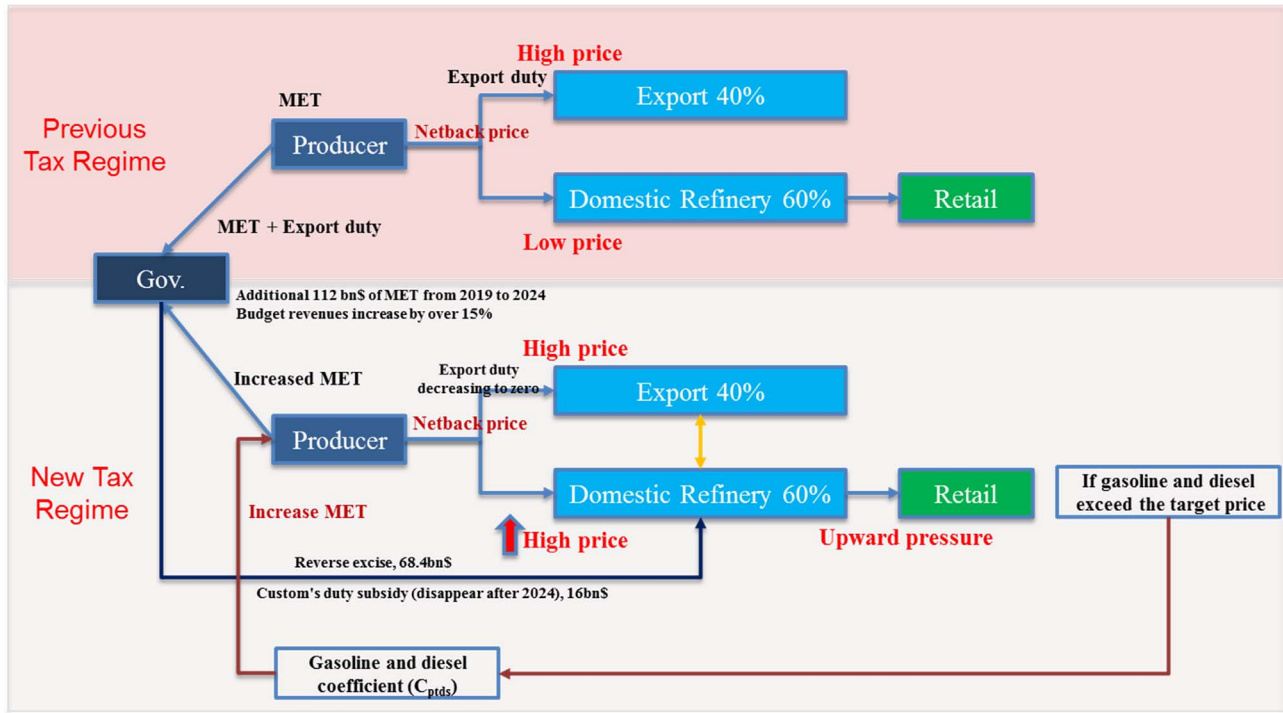 High price
Export duty
Export 40%
MET
Previous
Tax Regime
Producer
Netback price
Domestic Refinery 60%
Retail
MET + Export duty
Low price
Gov.
Additional 112 bn$ of MET from 2019 to 2024
Budget revenues increase by over 15%
High price
Increased MET
Export duty
decreasing to zero
Export 40%
Producer
Netback price
New Tax
Regime
Domestic Refinery 60%
Retail
If gasoline and diesel
exceed the target price
Increase MET
High price
Upward pressure
Reverse excise, 68.4bn$
Custom's duty subsidy (disappear after 2024), 16bn$
Gasoline and diesel
coefficient (Cptds)